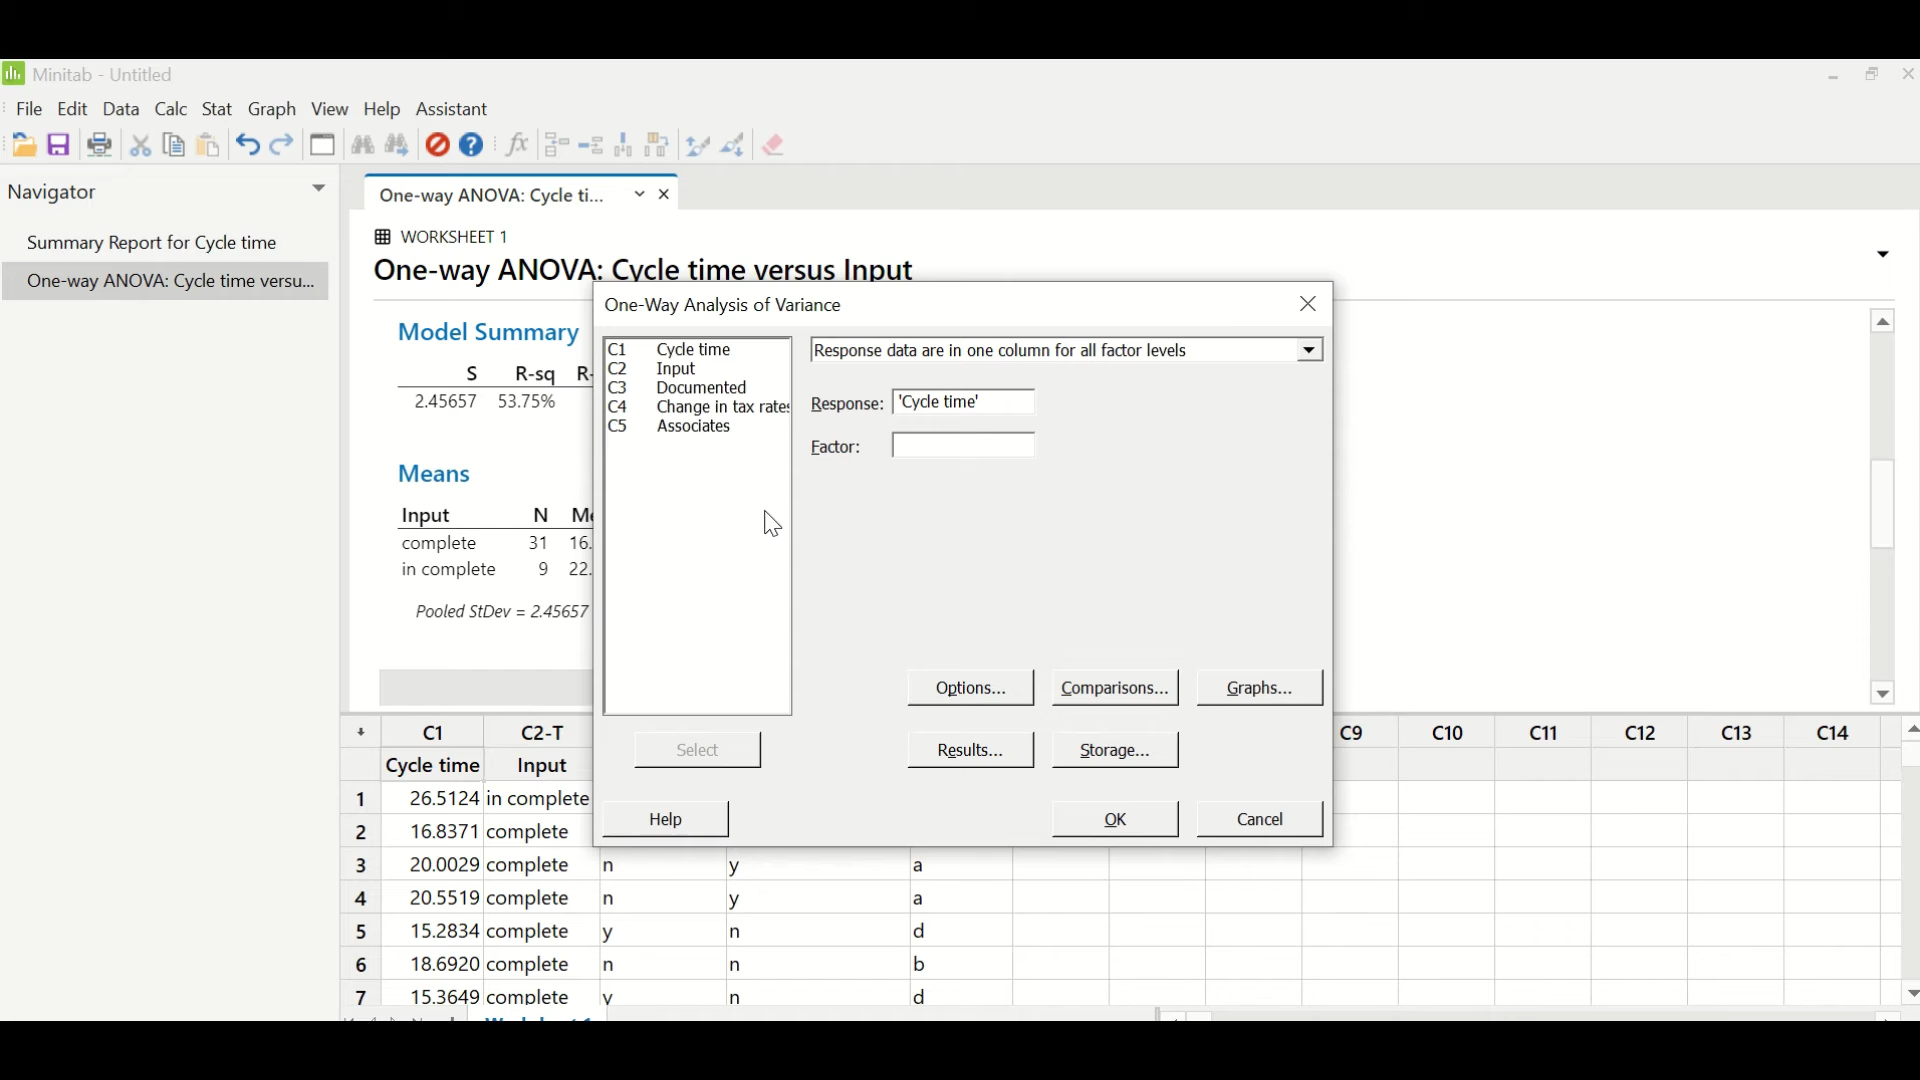 Minitab - Untitled
File Edit Data Calc Stat Graph View Help Assistant
fx
Navigator
Summary Report for Cycle time
One-way ANOVA: Cycle time versu...
One-way ANOVA: Cycle ti...
WORKSHEET 1
One-way ANOVA: Cycle time versus Input
Model Summary
S R-sq R-
2.45657 53.75%
Means
Input N Me
complete 31 16.
in complete 9 22.
Pooled StDev = 2.45657
One-Way Analysis of Variance
C1 Cycle time
C2 Input
C3 Documented
C4 Change in tax rates
C5 Associates
Response data are in one column for all factor levels
Response: 'Cycle time'
Factor:
Options... Comparisons... Graphs...
Select Results... Storage...
Help OK Cancel
C1 C2-T C9 C10 C11 C12 C13 C14
Cycle time Input
1 26.5124 in complete
2 16.8371 complete
3 20.0029 complete n y a
4 20.5519 complete n y a
5 15.2834 complete y n d
6 18.6920 complete n n b
7 15.3649 complete y n d